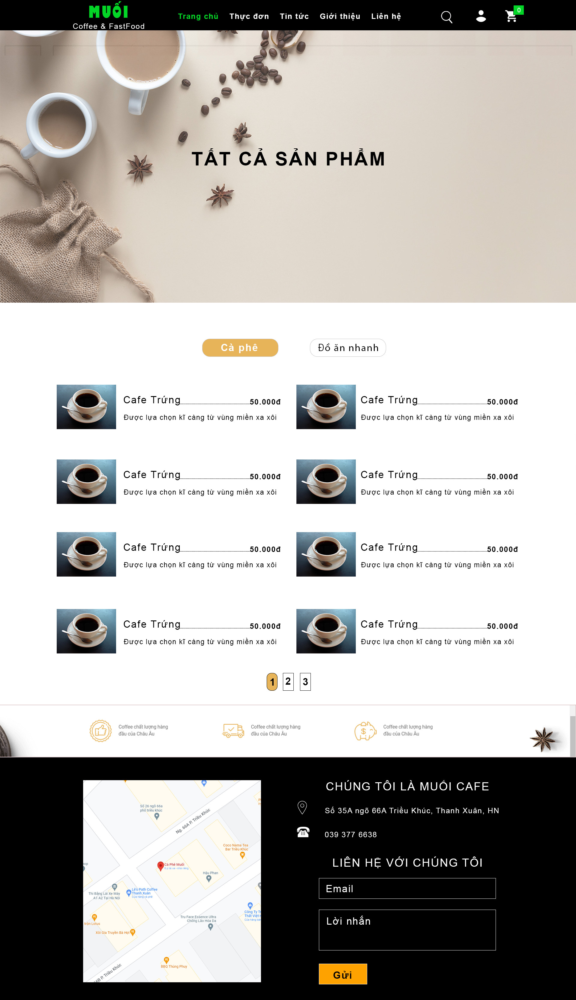 MUỐI
Coffee & FastFood
Trang chủ Thực đơn Tin tức Giới thiệu Liên hệ
0
TẤT CẢ SẢN PHẨM
Cà phê Đồ ăn nhanh
Cafe Trứng 50.000đ
Được lựa chọn kĩ càng từ vùng miền xa xôi
Cafe Trứng 50.000đ
Được lựa chọn kĩ càng từ vùng miền xa xôi
Cafe Trứng 50.000đ
Được lựa chọn kĩ càng từ vùng miền xa xôi
Cafe Trứng 50.000đ
Được lựa chọn kĩ càng từ vùng miền xa xôi
Cafe Trứng 50.000đ
Được lựa chọn kĩ càng từ vùng miền xa xôi
Cafe Trứng 50.000đ
Được lựa chọn kĩ càng từ vùng miền xa xôi
Cafe Trứng 50.000đ
Được lựa chọn kĩ càng từ vùng miền xa xôi
Cafe Trứng 50.000đ
Được lựa chọn kĩ càng từ vùng miền xa xôi
1 2 3
Coffee chất lượng hàng
đầu của Châu Âu
Coffee chất lượng hàng
đầu của Châu Âu
Coffee chất lượng hàng
đầu của Châu Âu
Số 26 ngõ 66a
phố triều khúc
Ng. 66A P. Triều Khúc
Coco Nama Tea
Bar Triều Khúc
Cà Phê Muối
8 p lái xe - nhà riêng
Hậu Phan
Thi Bằng Lái Xe Máy
A1 A2 Tại Hà Nội
Lê's Path Coffee
Thanh Xuân
Cửa hàng cà phê
Công Ty
Thất Việt
Cửa hàng
Tru Face Essence Ultra
Chống Lão Hóa Da
trộn Lotus
Xôi Gia Truyền Bà Hợi
BBQ Thùng Phuy
66B P. Triều Khúc
CHÚNG TÔI LÀ MUỐI CAFE
Số 35A ngõ 66A Triều Khúc, Thanh Xuân, HN
039 377 6638
LIÊN HỆ VỚI CHÚNG TÔI
Email
Lời nhắn
Gửi